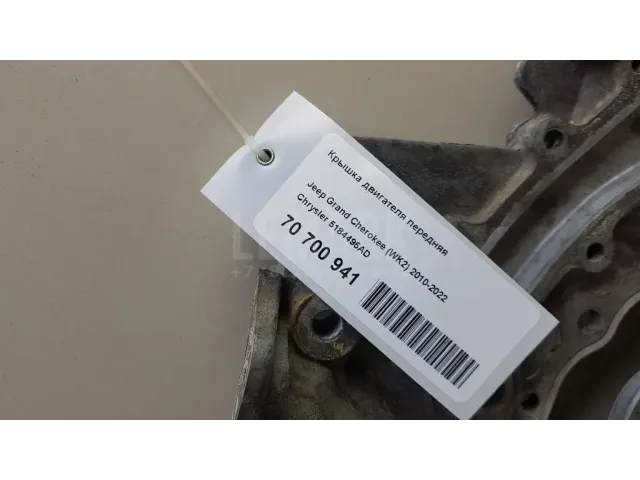 Крышка двигателя передняя
Jeep Grand Cherokee (WK2) 2010-2022
Chrysler 5184496AD
70 700 941